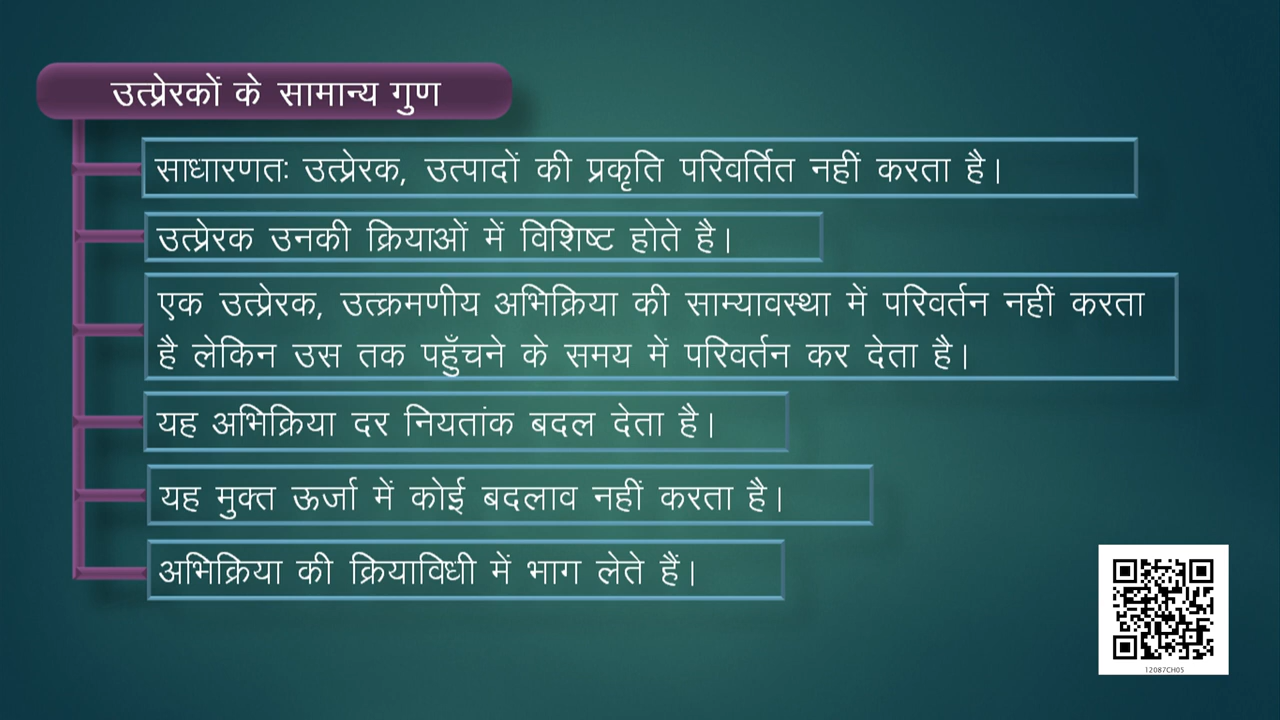 उत्प्रेरकों के सामान्य गुण
साधारणतः उत्प्रेरक, उत्पादों की प्रकृति परिवर्तित नहीं करता है।
उत्प्रेरक उनकी क्रियाओं में विशिष्ट होते है।
एक उत्प्रेरक, उत्क्रमणीय अभिक्रिया की साम्यावस्था में परिवर्तन नहीं करता
है लेकिन उस तक पहुँचने के समय में परिवर्तन कर देता है।
यह अभिक्रिया दर नियतांक बदल देता है।
यह मुक्त ऊर्जा में कोई बदलाव नहीं करता है।
अभिक्रिया की क्रियाविधी में भाग लेते हैं।
12087CH05